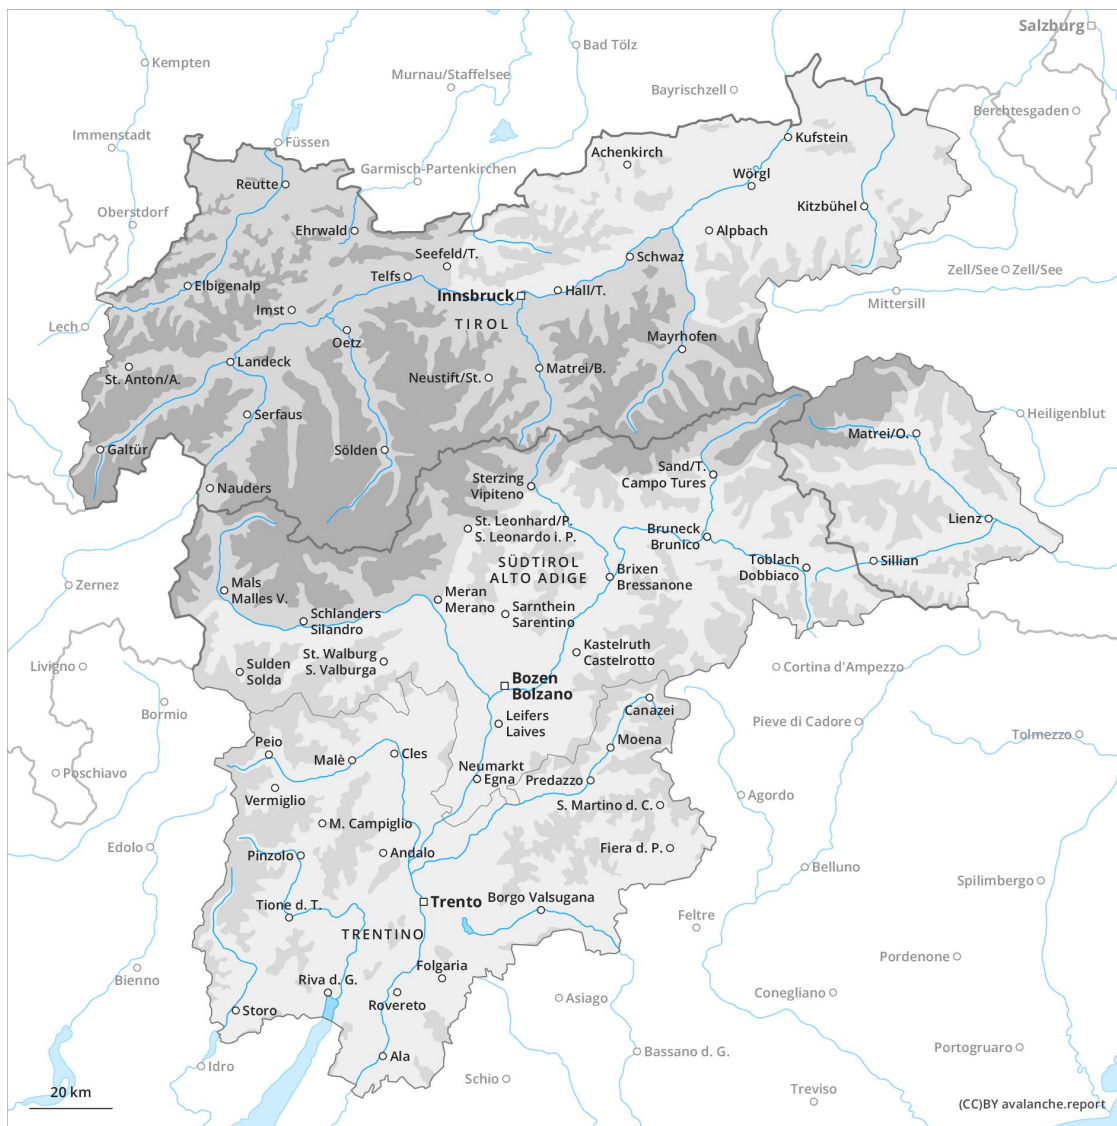 Salzburg
Bad Tölz
Kempten
Murnau/Staffelsee
Bayrischzell
Berchtesgaden
Immenstadt
Füssen
Kufstein
Achenkirch
Garmisch-Partenkirchen
Wörgl
Reutte
Kitzbühel
Oberstdorf
Ehrwald
Alpbach
Seefeld/T.
Schwaz
Telfs
Zell/See
Zell/See
Elbigenalp
Hall/T.
Innsbruck
Mittersill
Imst
TIROL
Lech
Oetz
Mayrhofen
Landeck
Matrei/B.
St. Anton/A.
Neustift/St.
Serfaus
Heiligenblut
Matrei/O.
Galtür
Sölden
Sand/T.
Campo Tures
Sterzing
Vipiteno
Nauders
Lienz
St. Leonhard/P.
S. Leonardo i. P.
Bruneck
Brunico
SÜDTIROL
ALTO ADIGE
Toblach
Dobbiaco
Sillian
Brixen
Bressanone
Zernez
Mals
Malles V.
Meran
Merano
Sarnthein
Sarentino
Schlanders
Silandro
Kastelruth
Castelrotto
St. Walburg
S. Valburga
Livigno
Sulden
Solda
Cortina d'Ampezzo
Bozen
Bolzano
Canazei
Bormio
Leifers
Laives
Pieve di Cadore
Tolmezzo
Peio
Moena
Malè
Cles
Poschiavo
Neumarkt
Egna
Predazzo
Vermiglio
Agordo
S. Martino d. C.
M. Campiglio
Edolo
Fiera d. P.
Pinzolo
Andalo
Belluno
Spilimbergo
Borgo Valsugana
Trento
Tione d. T.
Feltre
TRENTINO
Pordenone
Bienno
Folgaria
Riva d. G.
Conegliano
Asiago
Rovereto
Storo
Portogruaro
Bassano d. G.
Ala
Idro
Schio
Treviso
20 km
(CC)BY avalanche.report